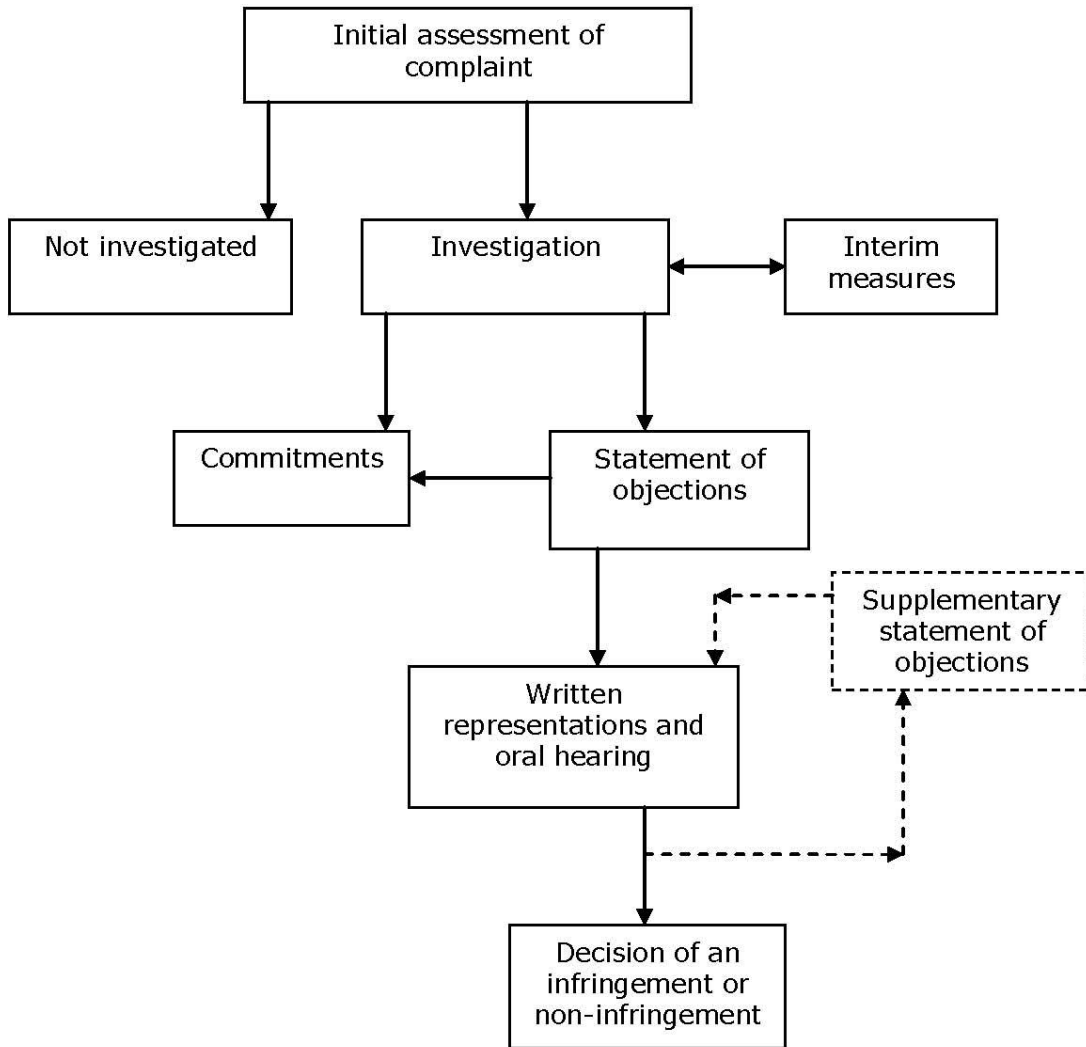 Initial assessment of
complaint
Not investigated
Investigation
Interim
measures
Commitments
Statement of
objections
Supplementary
statement of
objections
Written
representations and
oral hearing
Decision of an
infringement or
non-infringement